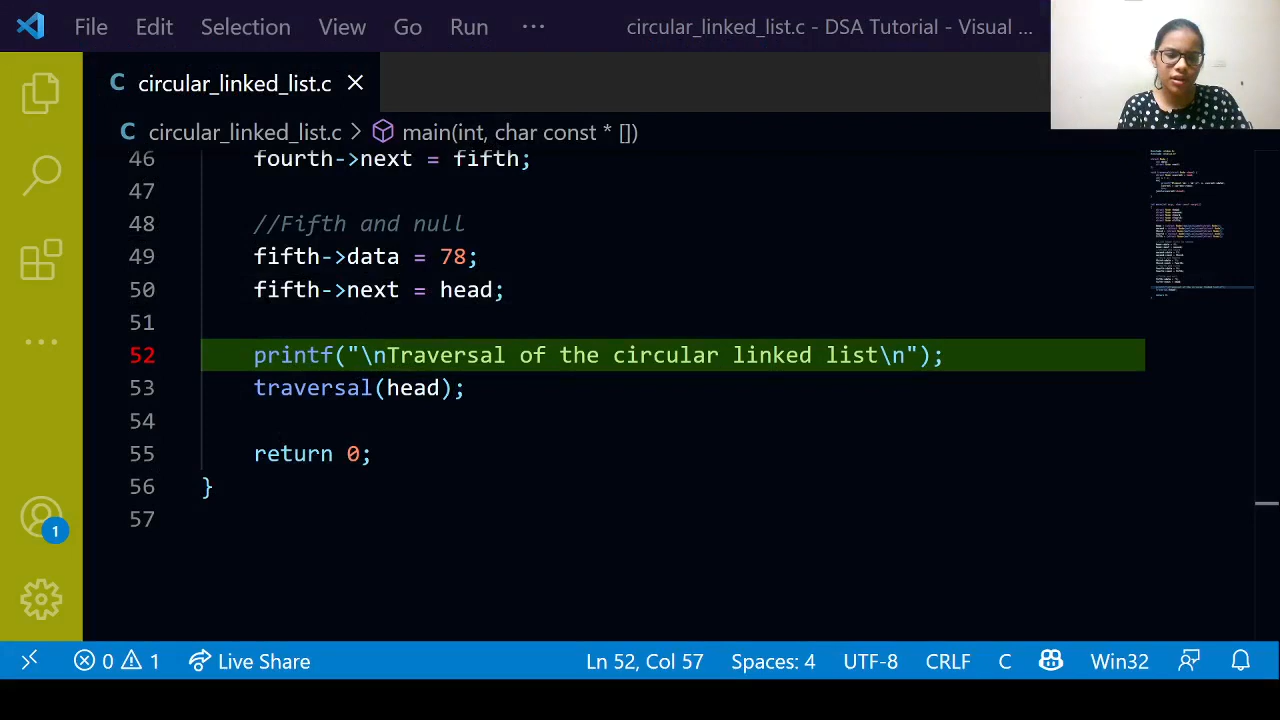 File Edit Selection View Go Run ··· circular_linked_list.c - DSA Tutorial - Visual ...
C circular_linked_list.c ×
C circular_linked_list.c > main(int, char const * [])
46 fourth->next = fifth;
47
48 //Fifth and null
49 fifth->data = 78;
50 fifth->next = head;
51
52 printf("\nTraversal of the circular linked list\n");
53 traversal(head);
54
55 return 0;
56 }
57
1
0 1 Live Share Ln 52, Col 57 Spaces: 4 UTF-8 CRLF C Win32